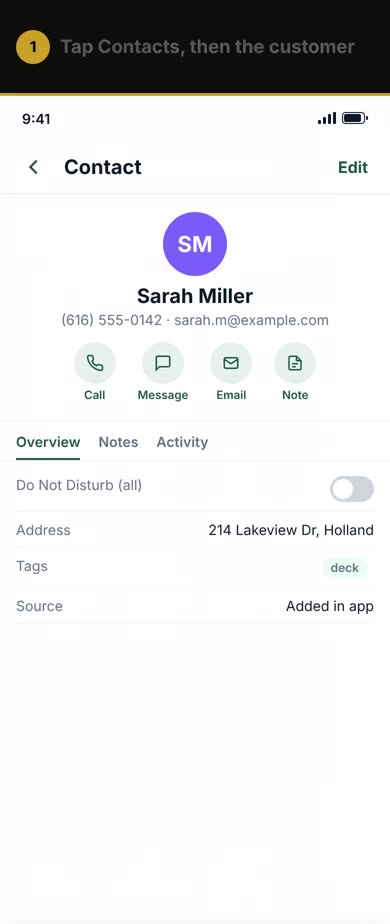 1 Tap Contacts, then the customer
9:41
Contact Edit
SM
Sarah Miller
(616) 555-0142 · sarah.m@example.com
Call Message Email Note
Overview Notes Activity
Do Not Disturb (all)
Address 214 Lakeview Dr, Holland
Tags deck
Source Added in app